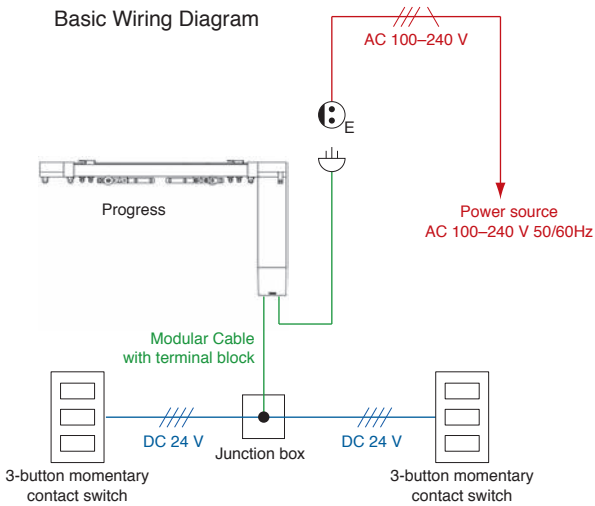 Basic Wiring Diagram
AC 100–240 V
E
Progress
Power source
AC 100–240 V 50/60Hz
Modular Cable
with terminal block
DC 24 V
Junction box
DC 24 V
3-button momentary
contact switch
3-button momentary
contact switch